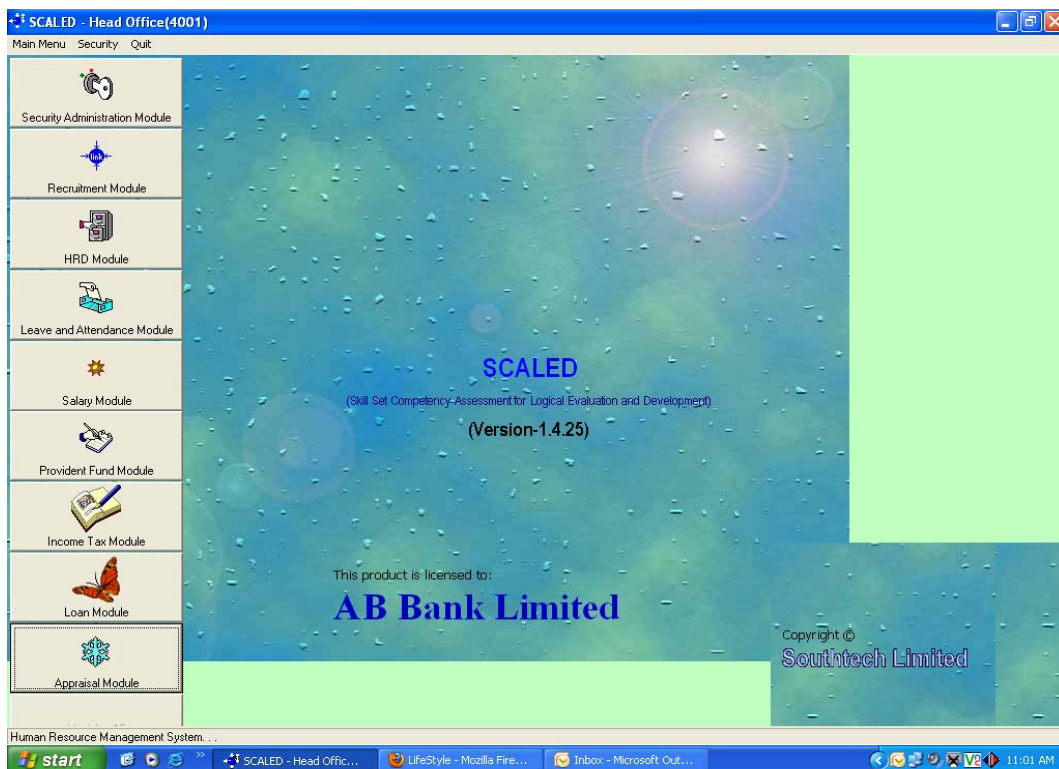 SCALED - Head Office(4001)
Main Menu Security Quit
Security Administration Module
link
Recruitment Module
HRD Module
Leave and Attendance Module
Salary Module
Provident Fund Module
Income Tax Module
Loan Module
Appraisal Module
SCALED
(Skill Set Competency-Assessment for Logical Evaluation and Development)
(Version-1.4.25)
This product is licensed to:
AB Bank Limited
Copyright ©
Southtech Limited
Human Resource Management System. . .
start
SCALED - Head Offic...
LifeStyle - Mozilla Fire...
Inbox - Microsoft Out...
11:01 AM